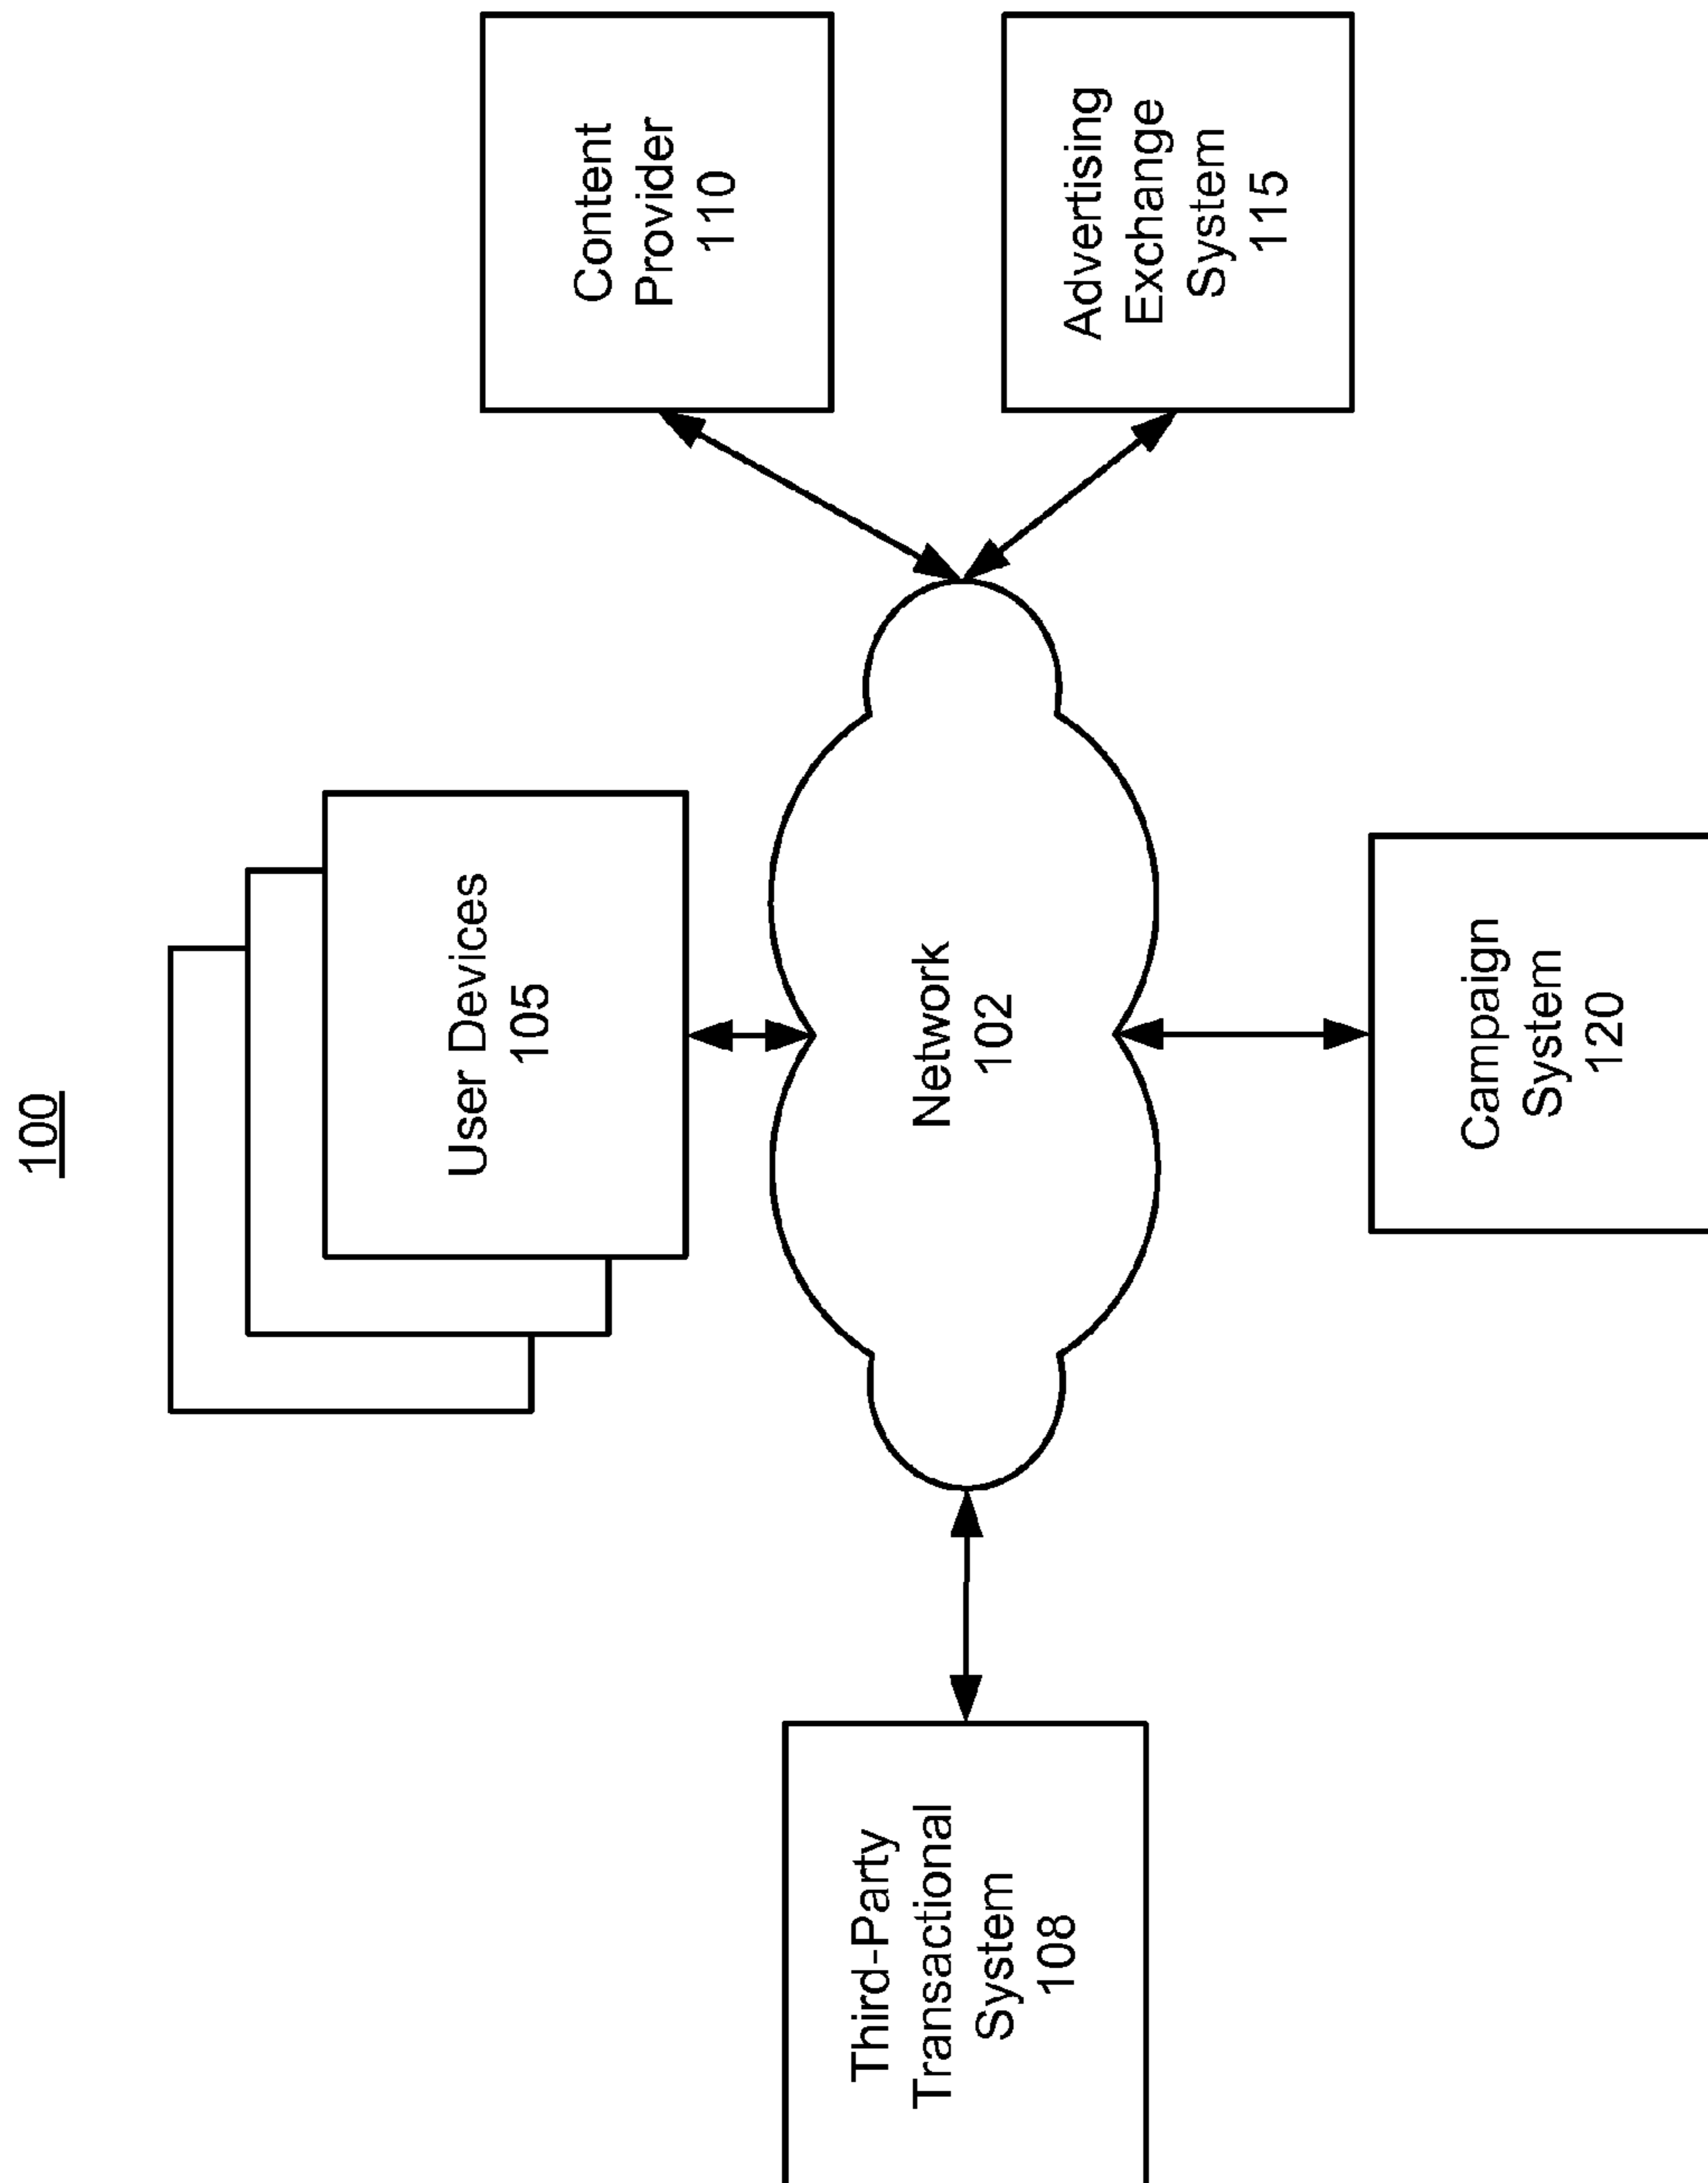 100
User Devices
105
Content
Provider
110
Third-Party
Transactional
System
108
Network
102
Advertising
Exchange
System
115
Campaign
System
120